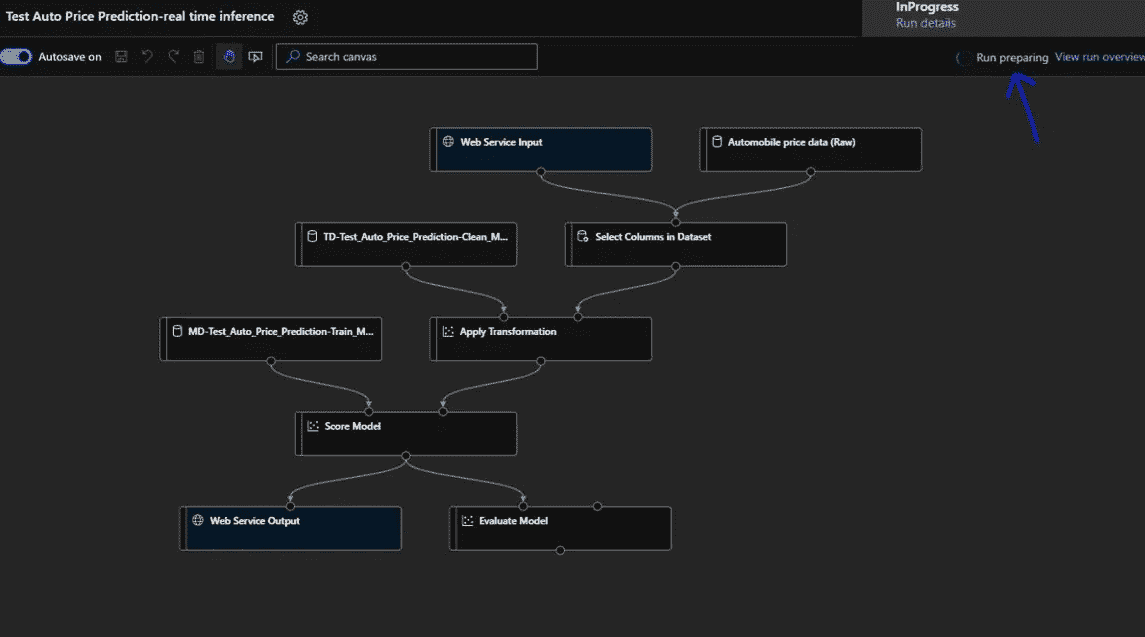 Test Auto Price Prediction-real time inference
InProgress
Run details
Autosave on
Search canvas
Run preparing
View run overview
Web Service Input
Automobile price data (Raw)
TD-Test_Auto_Price_Prediction-Clean_M...
Select Columns in Dataset
MD-Test_Auto_Price_Prediction-Train_M...
Apply Transformation
Score Model
Web Service Output
Evaluate Model